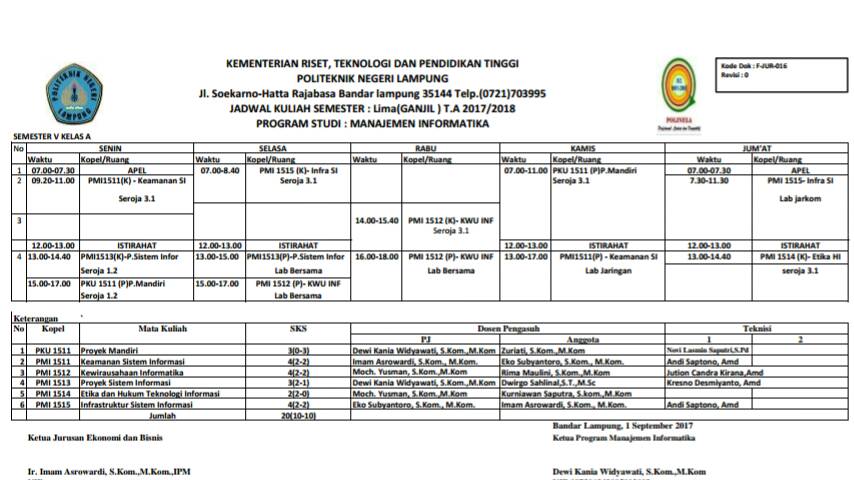 KEMENTERIAN RISET, TEKNOLOGI DAN PENDIDIKAN TINGGI
POLITEKNIK NEGERI LAMPUNG
Jl. Soekarno-Hatta Rajabasa Bandar lampung 35144 Telp.(0721)703995
JADWAL KULIAH SEMESTER : Lima(GANJIL ) T.A 2017/2018
PROGRAM STUDI : MANAJEMEN INFORMATIKA
POLITEKNIK NEGERI LAMPUNG
POLINELA
Kode Dok : F-JUR-016
Revisi : 0
SEMESTER V KELAS A
No SENIN SELASA RABU KAMIS JUM'AT
Waktu Kopel/Ruang Waktu Kopel/Ruang Waktu Kopel/Ruang Waktu Kopel/Ruang Waktu Kopel/Ruang
1 07.00-07.30 APEL 07.00-8.40 PMI 1515 (K)- Infra SI 07.00-11.00 PKU 1511 (P)P.Mandiri 07.00-07.30 APEL
2 09.20-11.00 PMI1511(K) - Keamanan SI Seroja 3.1 Seroja 3.1 7.30-11.30 PMI 1515- Infra SI
Seroja 3.1 Lab jarkom
3 14.00-15.40 PMI 1512 (K)- KWU INF
Seroja 3.1
12.00-13.00 ISTIRAHAT 12.00-13.00 ISTIRAHAT 12.00-13.00 ISTIRAHAT 12.00-13.00 ISTIRAHAT
4 13.00-14.40 PMI1513(K)-P.Sistem Infor 13.00-15.00 PMI1513(P)-P.Sistem Infor 16.00-18.00 PMI 1512 (P)- KWU INF 13.00-17.00 PMI1511(P) - Keamanan SI 13.00-14.40 PMI 1514 (K)- Etika HI
Seroja 1.2 Lab Bersama Lab Bersama Lab Jaringan seroja 3.1
15.00-17.00 PKU 1511 (P)P.Mandiri 15.00-17.00 PMI 1512 (P)- KWU INF
Seroja 1.2 Lab Bersama
Keterangan
No Kopel Mata Kuliah SKS Dosen Pengasuh Teknisi
PJ Anggota 1 2
1 PKU 1511 Proyek Mandiri 3(0-3) Dewi Kania Widyawati, S.Kom.,M.Kom Zuriati, S.Kom.,M.Kom Novi Lasmin Saputri,S.Pd
2 PMI 1511 Keamanan Sistem Informasi 4(2-2) Imam Asrowardi, S.Kom., M.Kom Eko Subyantoro, S.Kom., M.Kom Andi Saptono, Amd
3 PMI 1512 Kewirausahaan Informatika 4(2-2) Moch. Yusman, S.Kom.,M.Kom Rima Maulini, S.Kom., M.Kom Jution Candra Kirana,Amd
4 PMI 1513 Proyek Sistem Informasi 3(2-1) Dewi Kania Widyawati, S.Kom.,M.Kom Dwirgo Sahlinal,S.T.,M.Sc Kresno Desmiyanto, Amd
5 PMI 1514 Etika dan Hukum Teknologi Informasi 2(2-0) Moch. Yusman, S.Kom.,M.Kom Kurniawan Saputra, S.kom,M.Kom
6 PMI 1515 Infrastruktur Sistem Informasi 4(2-2) Eko Subyantoro, S.Kom., M.Kom Imam Asrowardi, S.Kom., M.Kom Andi Saptono, Amd
Jumlah 20(10-10)
Bandar Lampung, 1 September 2017
Ketua Jurusan Ekonomi dan Bisnis Ketua Program Manajemen Informatika
Ir. Imam Asrowardi, S.Kom.,M.Kom.,IPM Dewi Kania Widyawati, S.Kom.,M.Kom